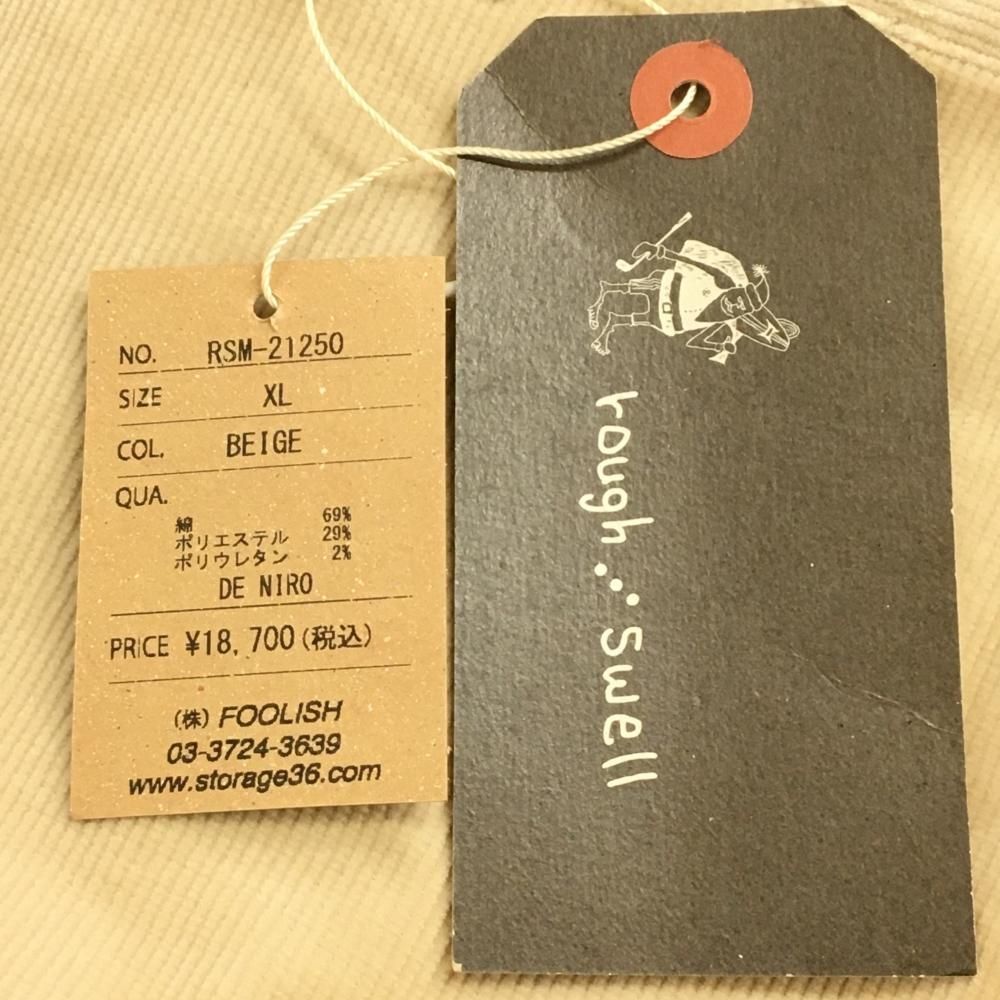 NO. RSM-21250
SIZE XL
COL. BEIGE
QUA.
綿 69%
ポリエステル 29%
ポリウレタン 2%
DE NIRO
PRICE ¥18,700(税込)
(株) FOOLISH
03-3724-3639
www.storage36.com
rough...swell